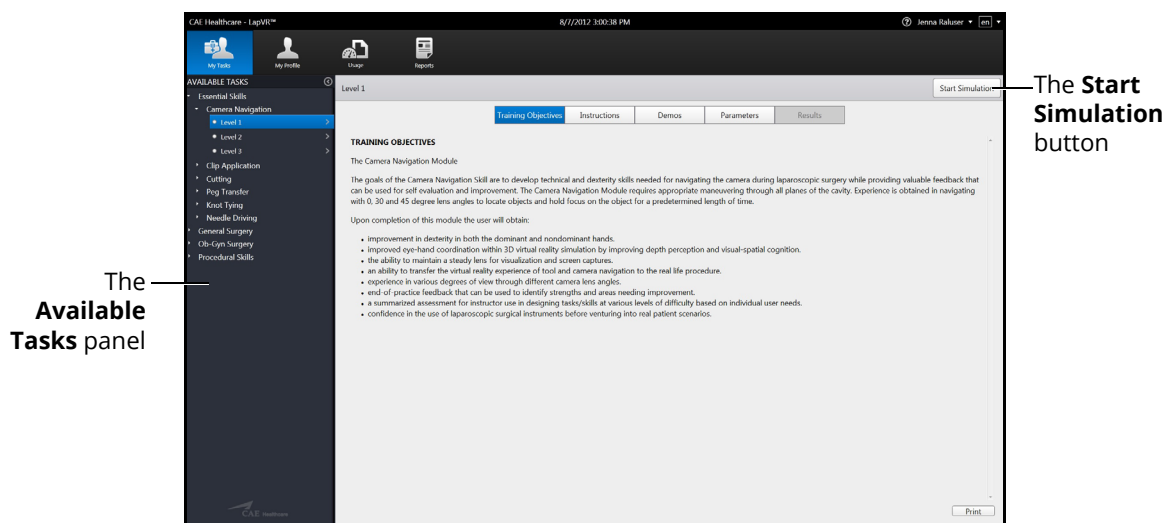 CAE Healthcare - LapVR™
8/7/2012 3:00:38 PM
? Jenna Raluser en
My Tasks
My Profile
Usage
Reports
AVAILABLE TASKS
Essential Skills
Camera Navigation
Level 1
Level 2
Level 3
Clip Application
Cutting
Peg Transfer
Knot Tying
Needle Driving
General Surgery
Ob-Gyn Surgery
Procedural Skills
Level 1
Start Simulation
Training Objectives
Instructions
Demos
Parameters
Results
TRAINING OBJECTIVES
The Camera Navigation Module
The goals of the Camera Navigation Skill are to develop technical and dexterity skills needed for navigating the camera during laparoscopic surgery while providing valuable feedback that
can be used for self evaluation and improvement. The Camera Navigation Module requires appropriate maneuvering through all planes of the cavity. Experience is obtained in navigating
with 0, 30 and 45 degree lens angles to locate objects and hold focus on the object for a predetermined length of time.
Upon completion of this module the user will obtain:
• improvement in dexterity in both the dominant and nondominant hands.
• improved eye-hand coordination within 3D virtual reality simulation by improving depth perception and visual-spatial cognition.
• the ability to maintain a steady lens for visualization and screen captures.
• an ability to transfer the virtual reality experience of tool and camera navigation to the real life procedure.
• experience in various degrees of view through different camera lens angles.
• end-of-practice feedback that can be used to identify strengths and areas needing improvement.
• a summarized assessment for instructor use in designing tasks/skills at various levels of difficulty based on individual user needs.
• confidence in the use of laparoscopic surgical instruments before venturing into real patient scenarios.
CAE Healthcare
Print
The
Available
Tasks panel
The Start
Simulation
button